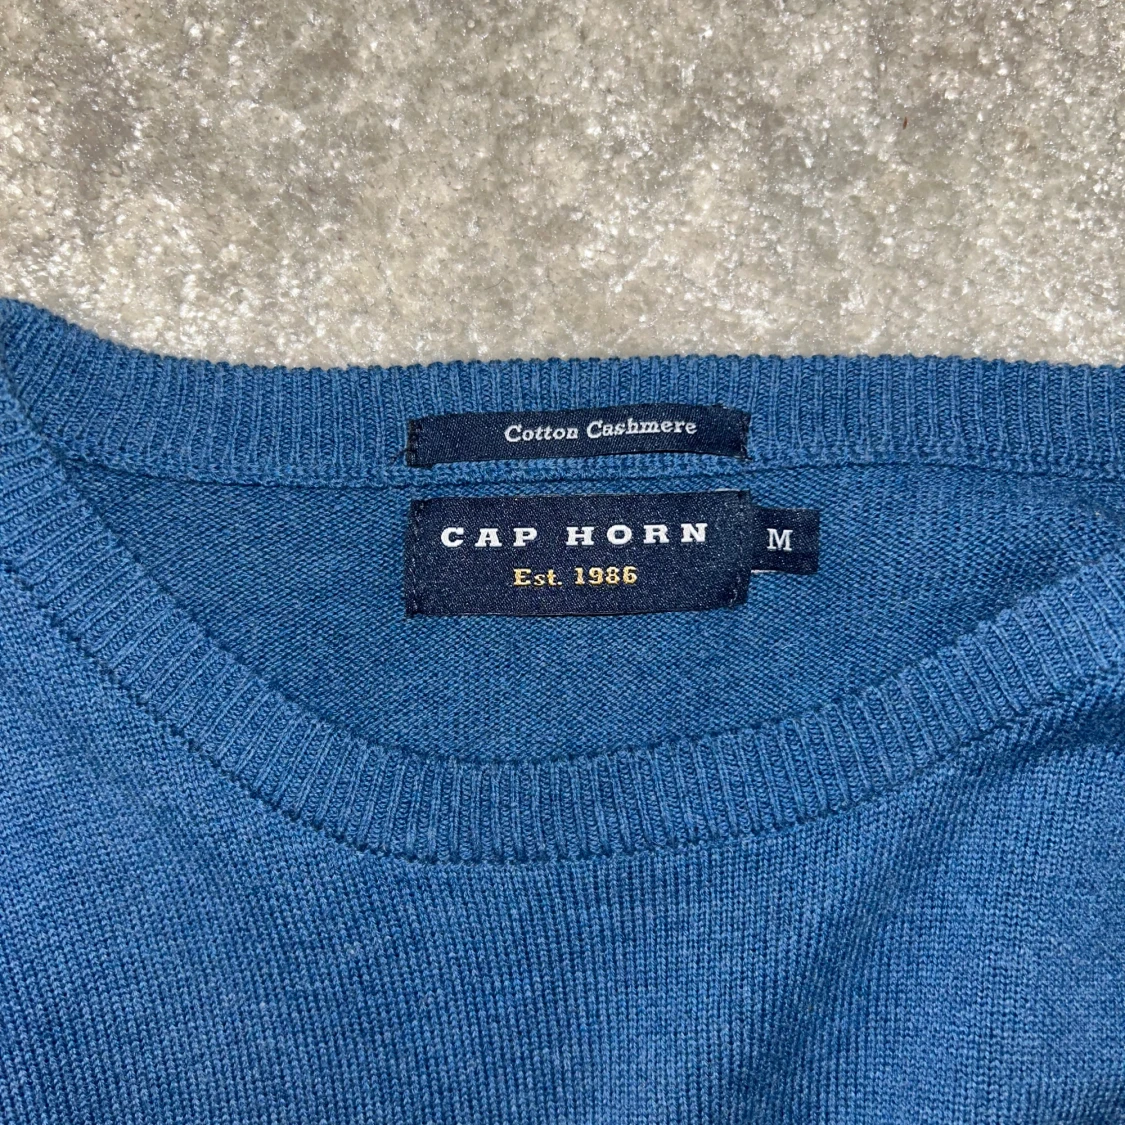 Cotton Cashmere
CAP HORN
M
Est. 1986